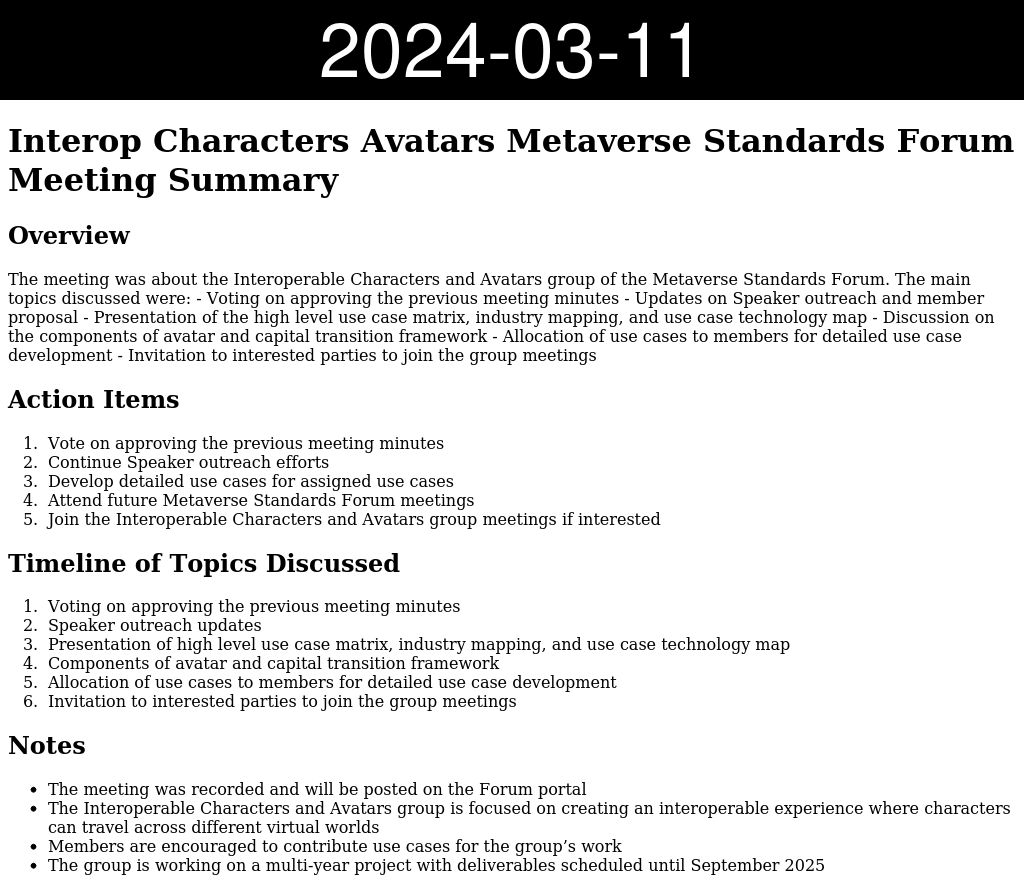 2024-03-11
Interop Characters Avatars Metaverse Standards Forum
Meeting Summary
Overview
The meeting was about the Interoperable Characters and Avatars group of the Metaverse Standards Forum. The main
topics discussed were: - Voting on approving the previous meeting minutes - Updates on Speaker outreach and member
proposal - Presentation of the high level use case matrix, industry mapping, and use case technology map - Discussion on
the components of avatar and capital transition framework - Allocation of use cases to members for detailed use case
development - Invitation to interested parties to join the group meetings
Action Items
1. Vote on approving the previous meeting minutes
2. Continue Speaker outreach efforts
3. Develop detailed use cases for assigned use cases
4. Attend future Metaverse Standards Forum meetings
5. Join the Interoperable Characters and Avatars group meetings if interested
Timeline of Topics Discussed
1. Voting on approving the previous meeting minutes
2. Speaker outreach updates
3. Presentation of high level use case matrix, industry mapping, and use case technology map
4. Components of avatar and capital transition framework
5. Allocation of use cases to members for detailed use case development
6. Invitation to interested parties to join the group meetings
Notes
• The meeting was recorded and will be posted on the Forum portal
• The Interoperable Characters and Avatars group is focused on creating an interoperable experience where characters
can travel across different virtual worlds
• Members are encouraged to contribute use cases for the group’s work
• The group is working on a multi-year project with deliverables scheduled until September 2025